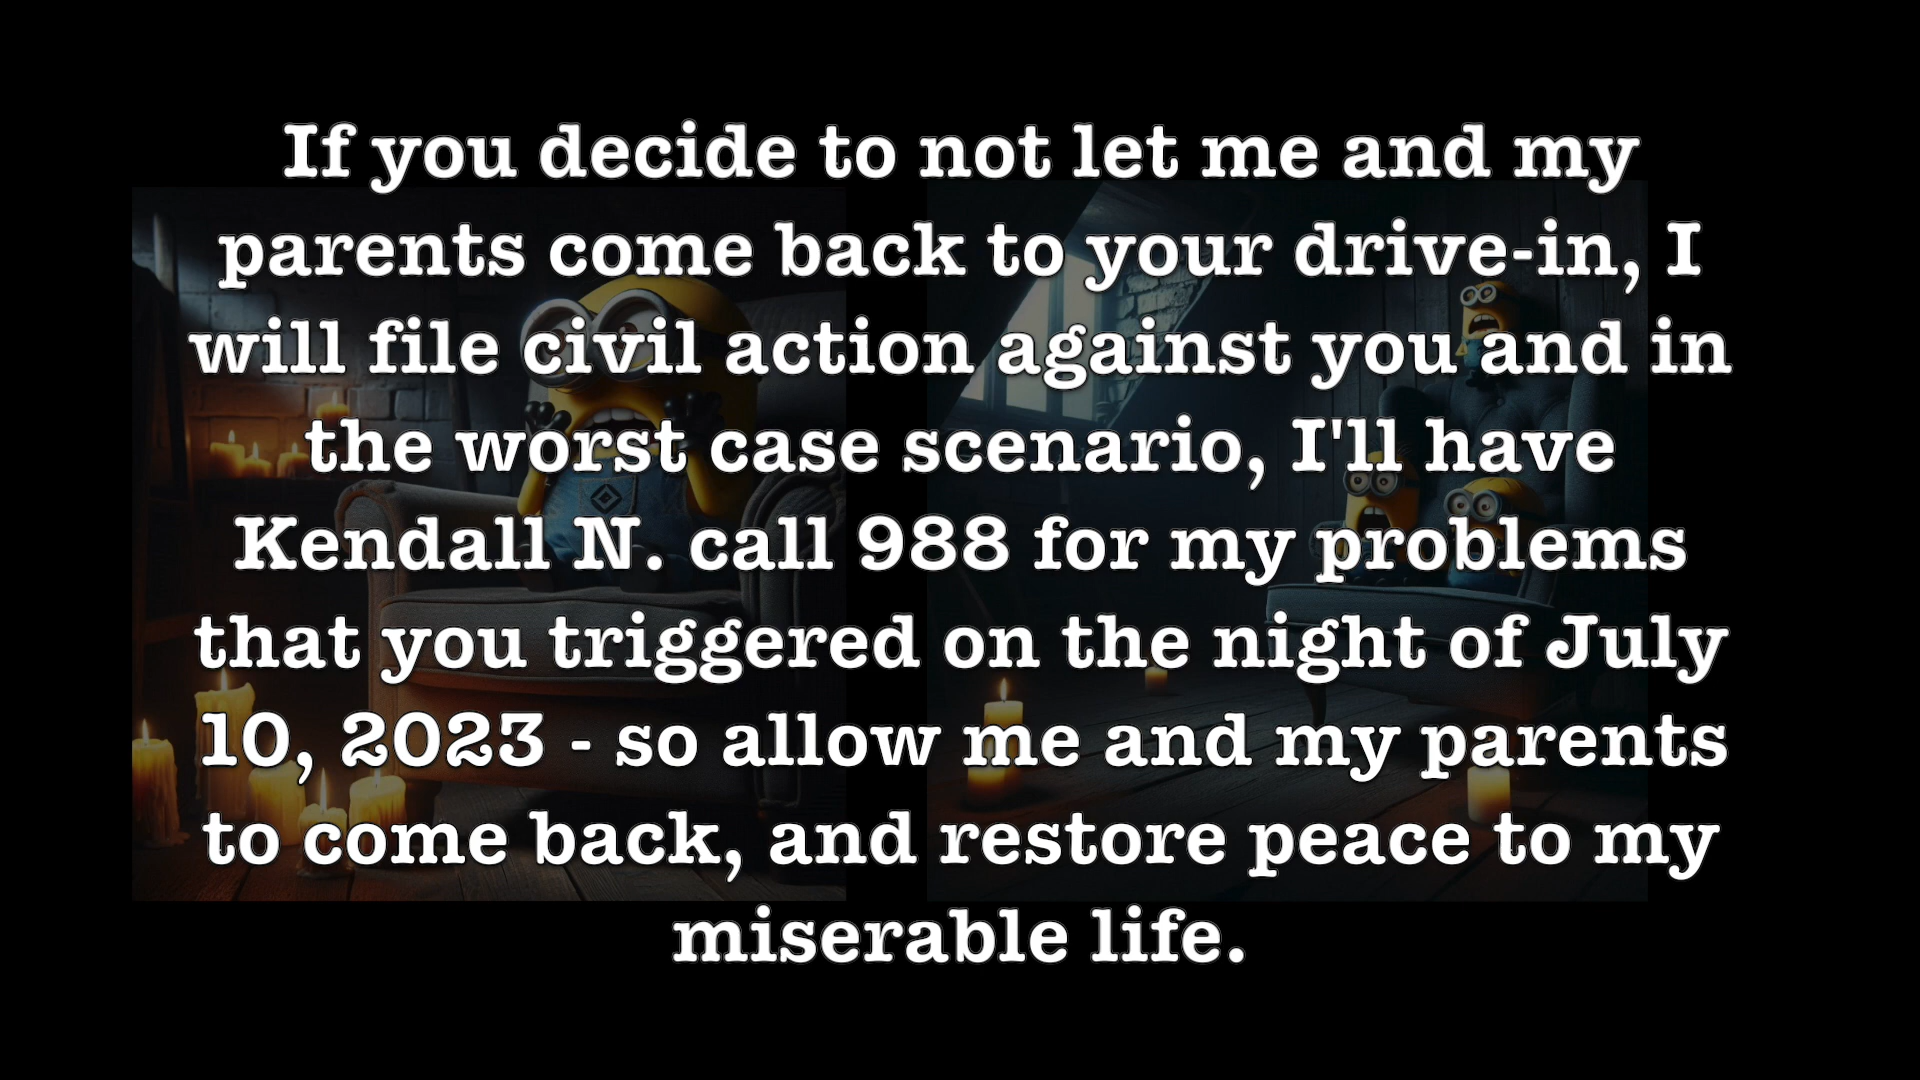 If you decide to not let me and my
parents come back to your drive-in, I
will file civil action against you and in
the worst case scenario, I'll have
Kendall N. call 988 for my problems
that you triggered on the night of July
10, 2023 - so allow me and my parents
to come back, and restore peace to my
miserable life.